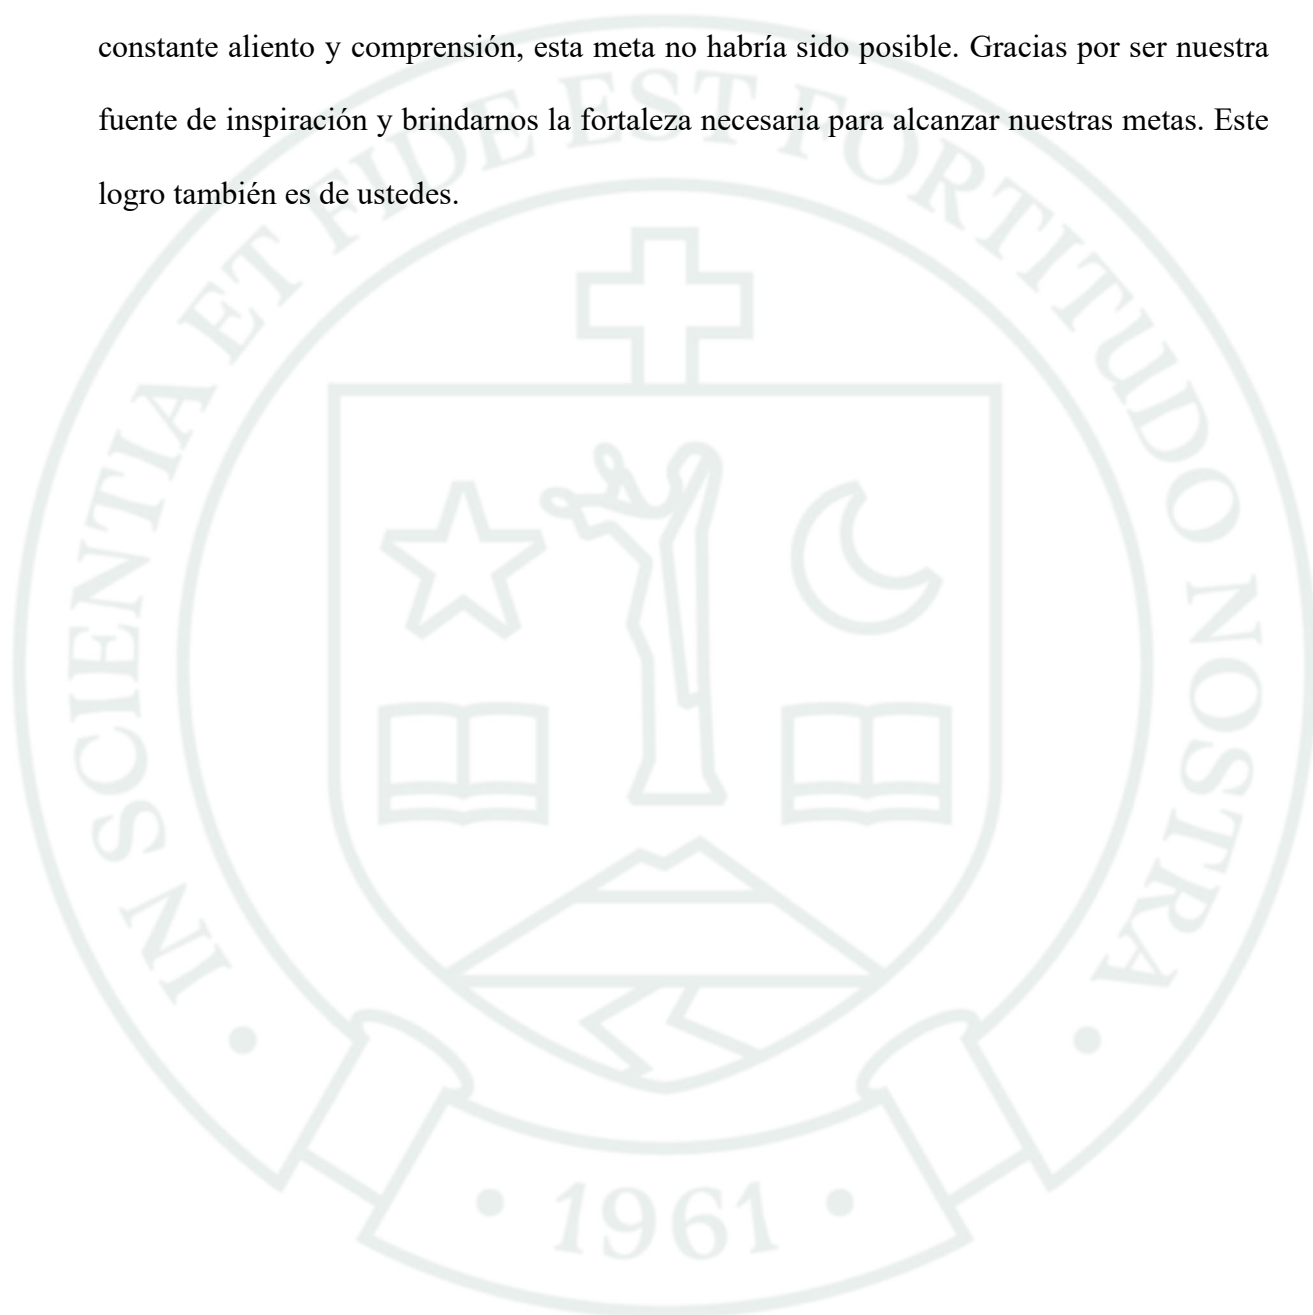 constante aliento y comprensión, esta meta no habría sido posible. Gracias por ser nuestra
fuente de inspiración y brindarnos la fortaleza necesaria para alcanzar nuestras metas. Este
logro también es de ustedes.
IN SCIENTIA ET FIDE EST FORTITUDO NOSTRA
• 1961 •